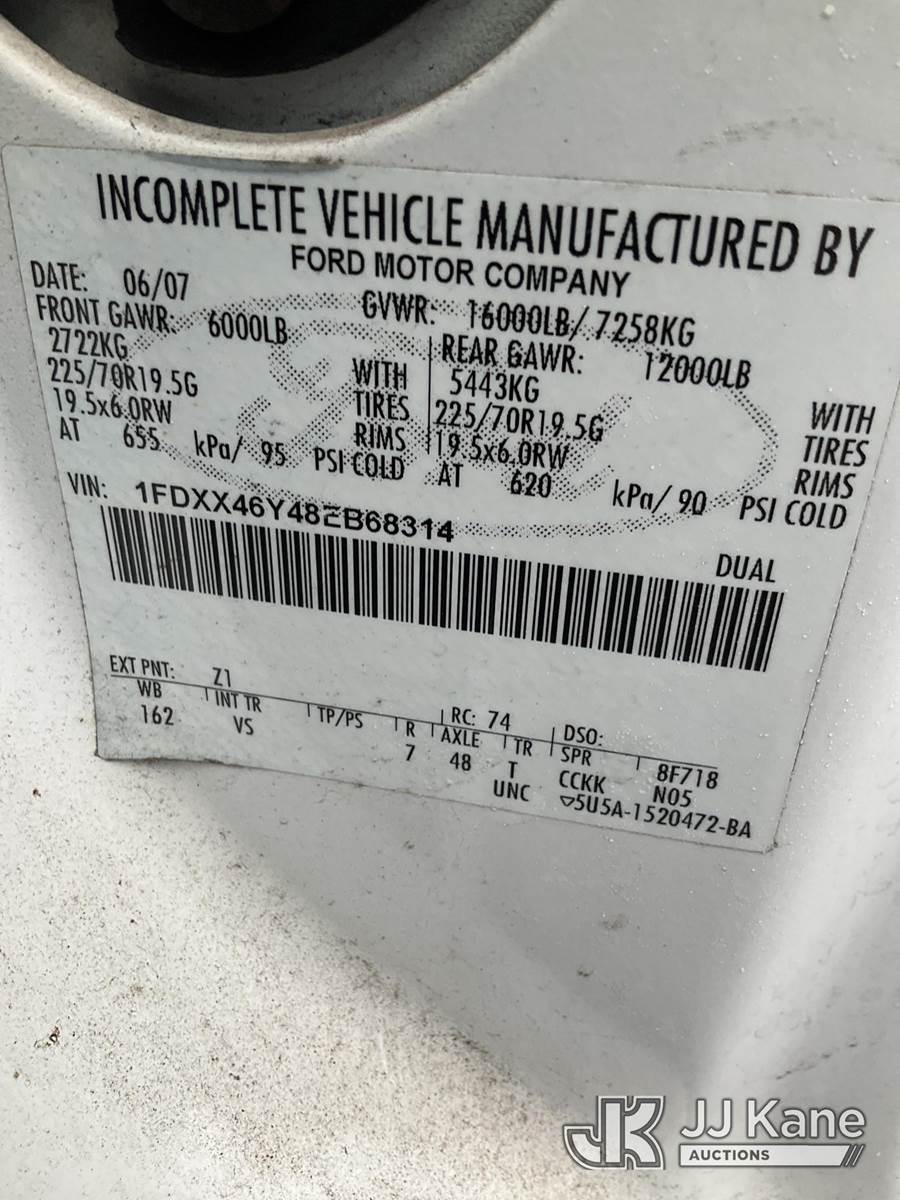 INCOMPLETE VEHICLE MANUFACTURED BY
FORD MOTOR COMPANY
DATE: 06/07 GVWR: 16000LB/ 7258KG
FRONT GAWR: 6000LB REAR GAWR: 12000LB
2722KG WITH 5443KG WITH
225/70R19.5G TIRES 225/70R19.5G TIRES
19.5x6.0RW RIMS 19.5x6.0RW RIMS
AT 655 kPa/ 95 PSI COLD AT 620 kPa/ 90 PSI COLD
VIN: 1FDXX46Y48EB68314
DUAL
EXT PNT: Z1 RC: 74 DSO:
WB INT TR TP/PS R AXLE TR SPR 8F718
162 VS 7 48 T CCKK N05
UNC ▽5U5A-1520472-BA
JK JJ Kane
AUCTIONS